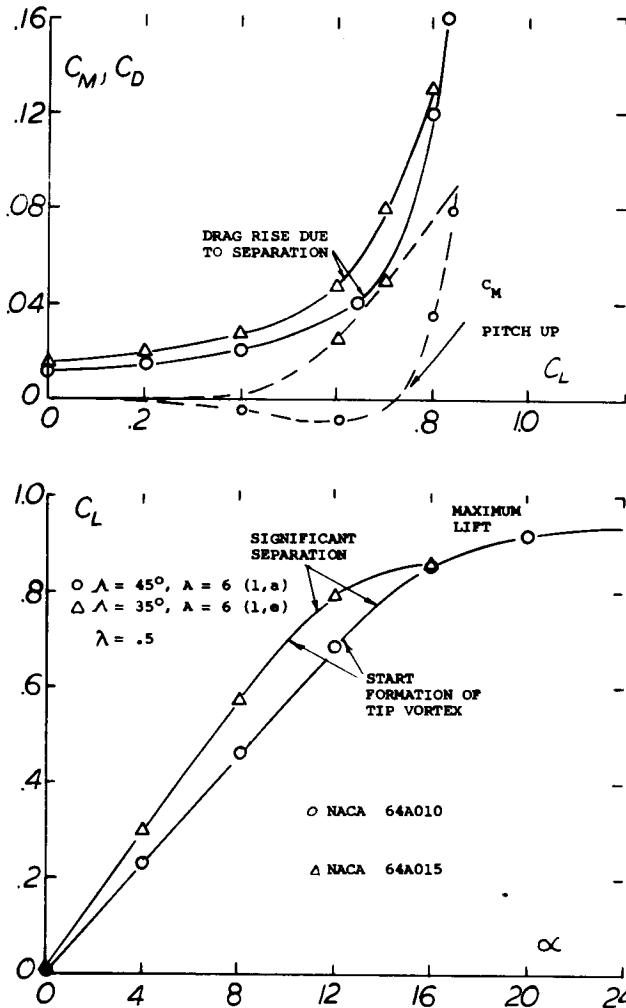 .16
C_M, C_D
.12
.08
DRAG RISE DUE
TO SEPARATION
.04
C_M
PITCH UP
C_L
0
0 .2 .4 .6 .8 1.0
1.0
C_L
MAXIMUM
LIFT
SIGNIFICANT
SEPARATION
.8
○ Λ = 45°, A = 6 (1,a)
△ Λ = 35°, A = 6 (1,e)
λ = .5
.6
START
FORMATION OF
TIP VORTEX
.4
○ NACA 64A010
.2
△ NACA 64A015
α
0
0 4 8 12 16 20 24